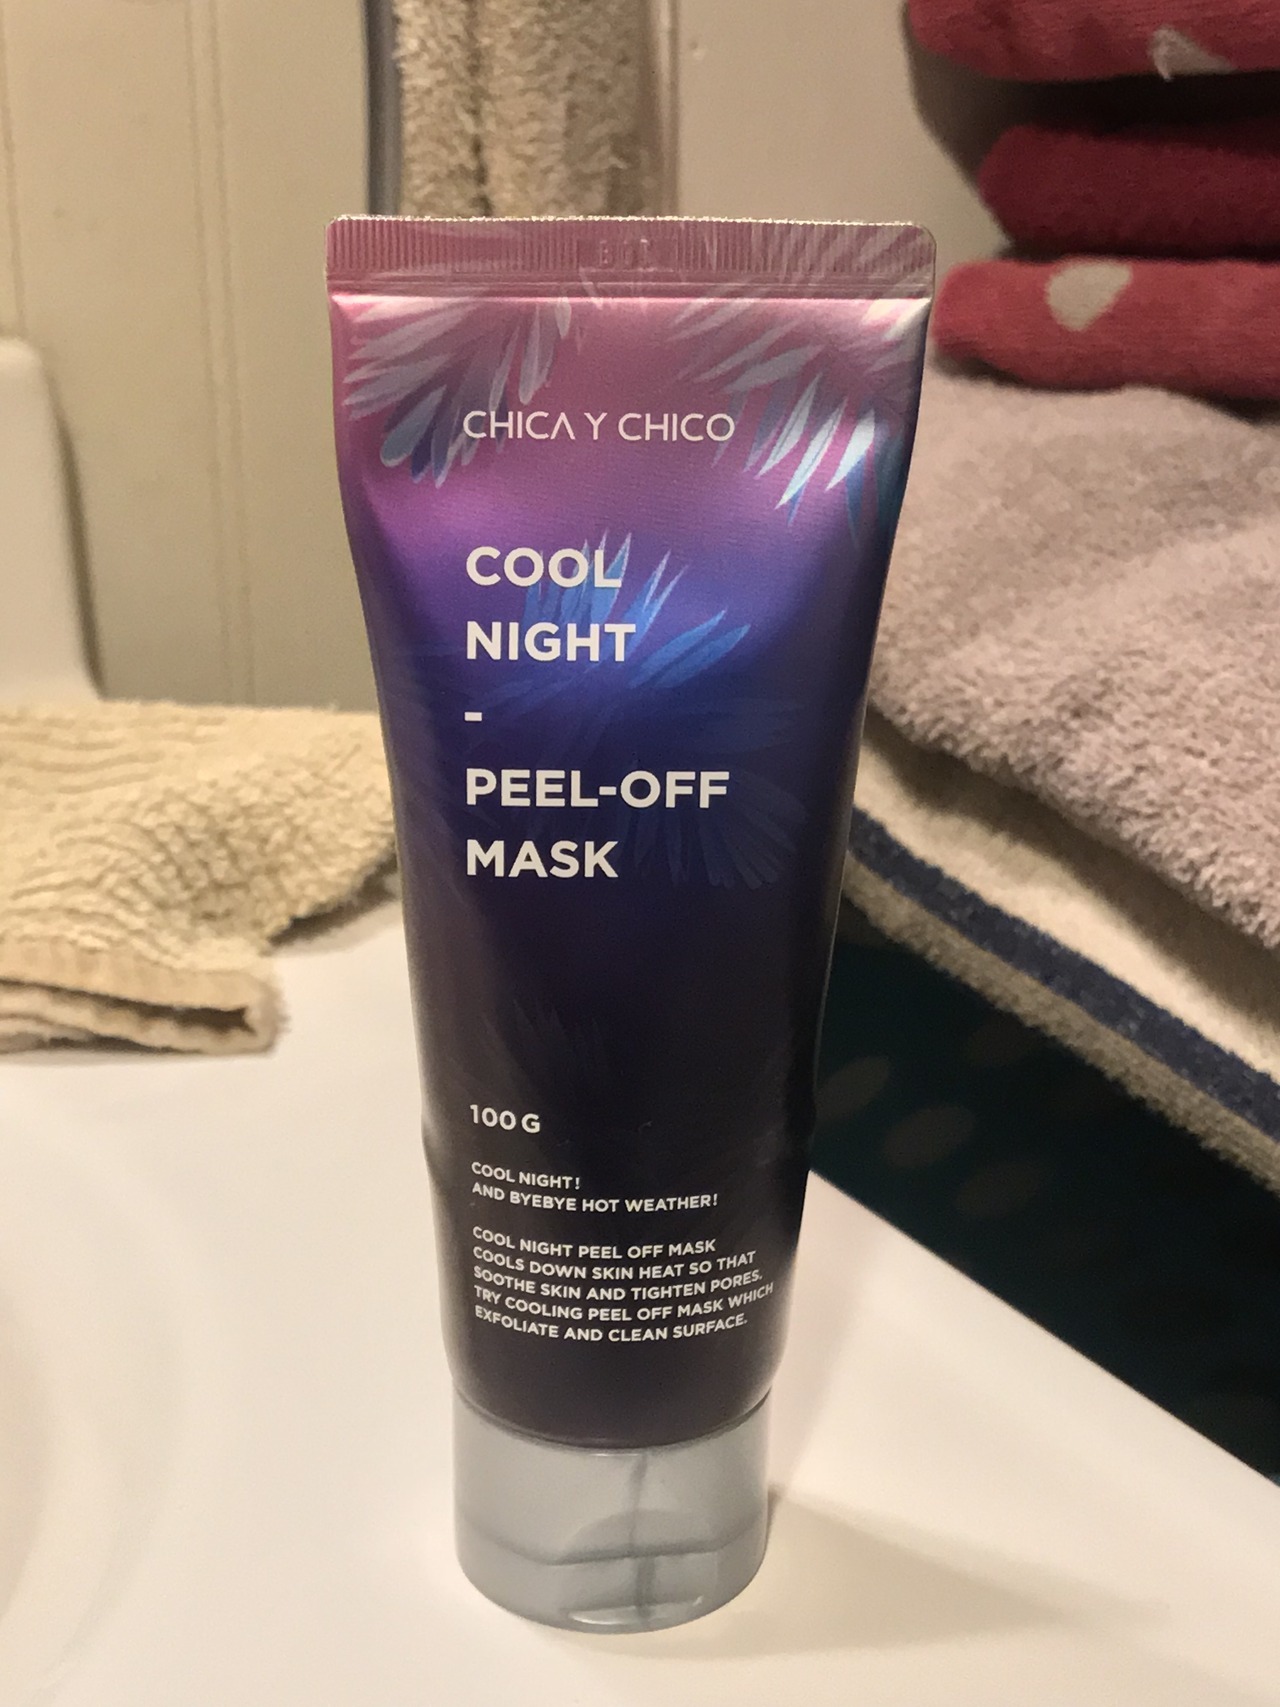 CHICA Y CHICO
COOL
NIGHT
-
PEEL-OFF
MASK
100 G
COOL NIGHT!
AND BYEBYE HOT WEATHER!
COOL NIGHT PEEL OFF MASK
COOLS DOWN SKIN HEAT SO THAT
SOOTHE SKIN AND TIGHTEN PORES.
TRY COOLING PEEL OFF MASK WHICH
EXFOLIATE AND CLEAN SURFACE.